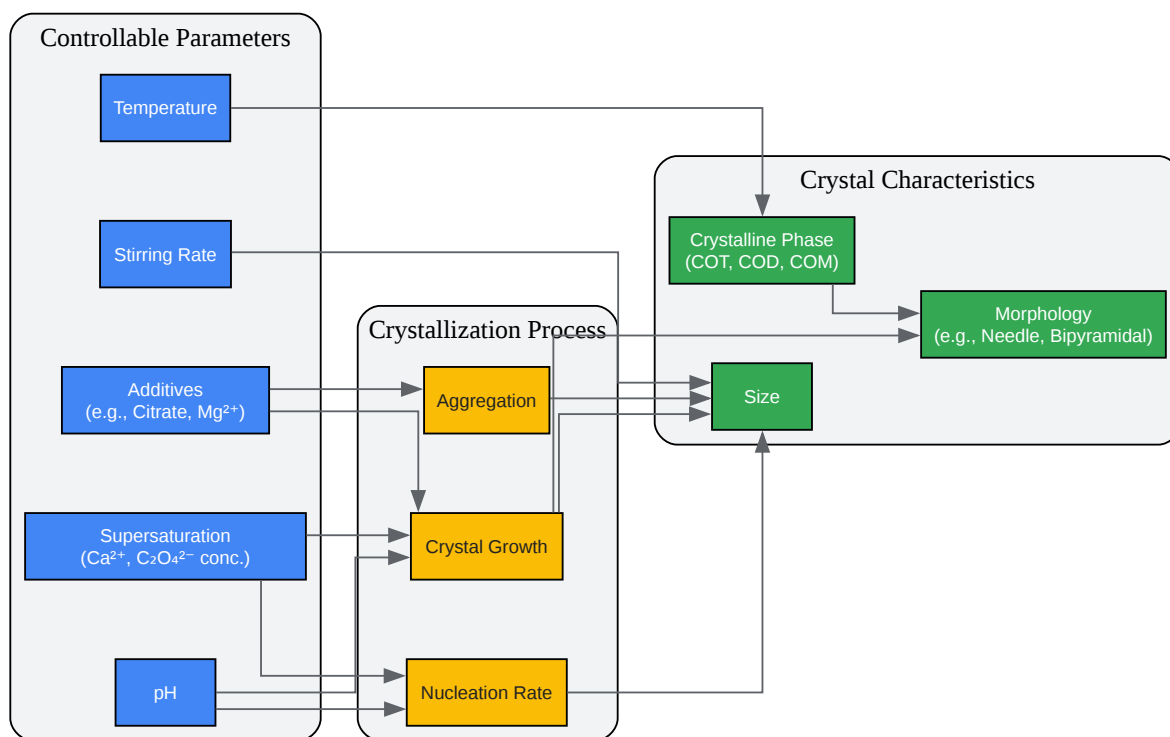 Controllable Parameters
Temperature
Stirring Rate
Additives
(e.g., Citrate, Mg²⁺)
Supersaturation
(Ca²⁺, C₂O₄²⁻ conc.)
pH
Crystallization Process
Aggregation
Crystal Growth
Nucleation Rate
Crystal Characteristics
Crystalline Phase
(COT, COD, COM)
Morphology
(e.g., Needle, Bipyramidal)
Size